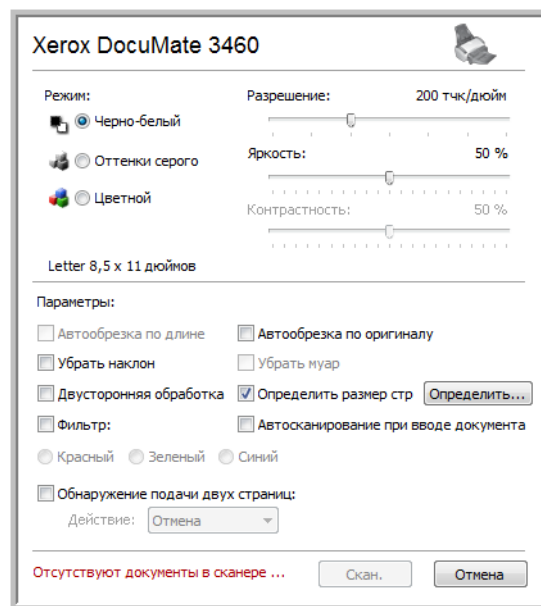 Xerox DocuMate 3460
Режим: Разрешение: 200 тчк/дюйм
Черно-белый
Яркость: 50 %
Оттенки серого
Цветной
Контрастность: 50 %
Letter 8,5 x 11 дюймов
Параметры:
Автообрезка по длине Автообрезка по оригиналу
Убрать наклон Убрать муар
Двусторонняя обработка Определить размер стр Определить...
Фильтр: Автосканирование при вводе документа
Красный Зеленый Синий
Обнаружение подачи двух страниц:
Действие: Отмена
Отсутствуют документы в сканере ... Скан. Отмена